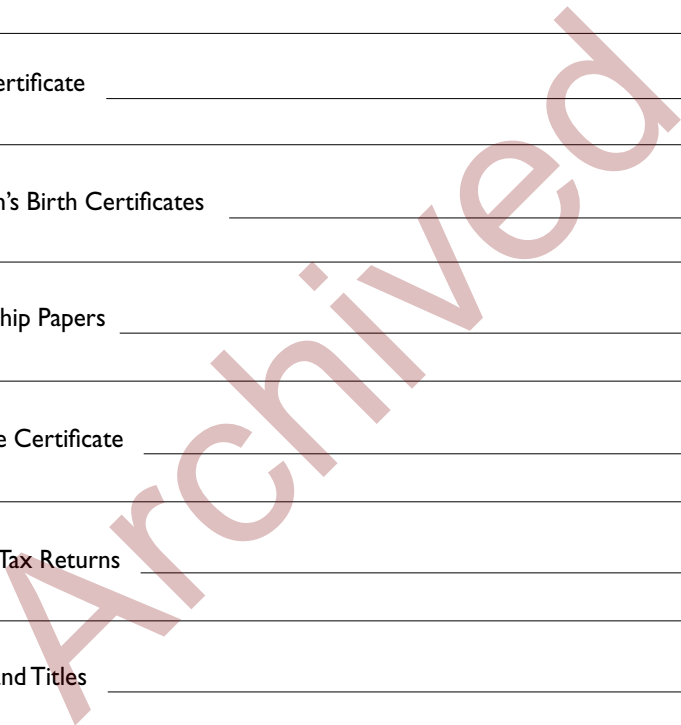 ertificate
n’s Birth Certificates
hip Papers
e Certificate
Tax Returns
nd Titles
Archived